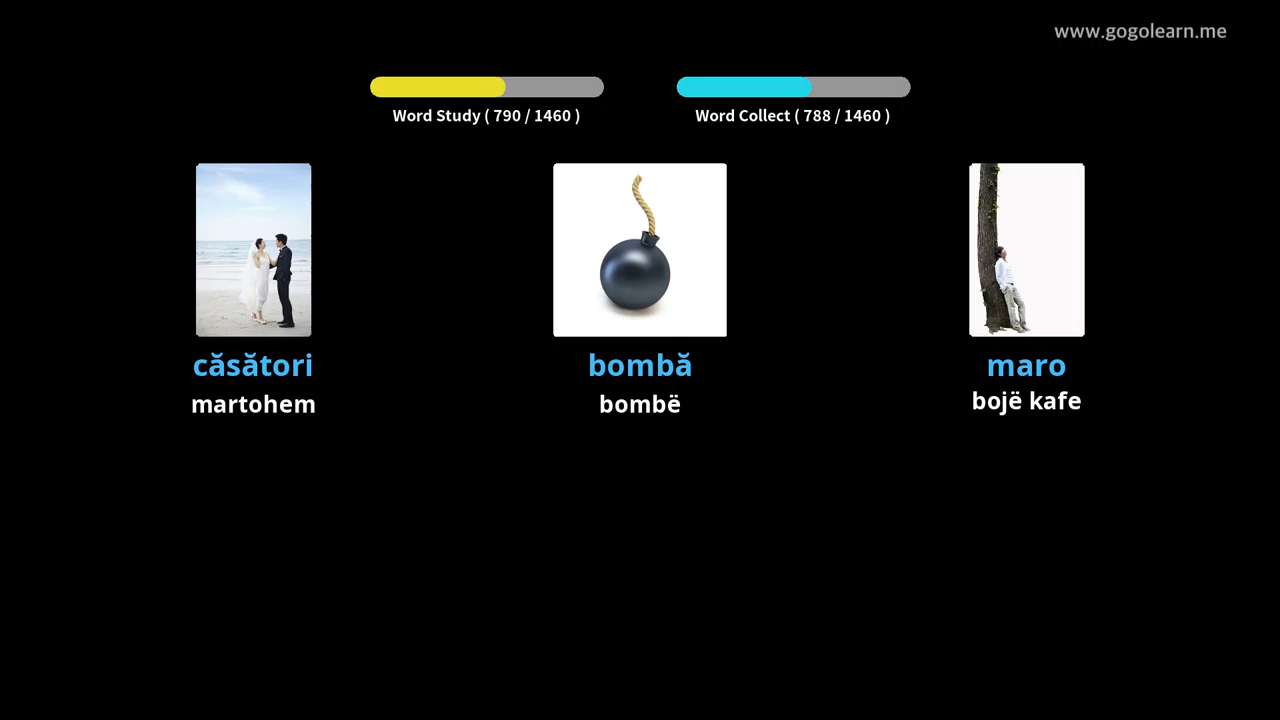 www.gogolearn.me
Word Study ( 790 / 1460 )
Word Collect ( 788 / 1460 )
căsători
martohem
bombă
bombë
maro
bojë kafe